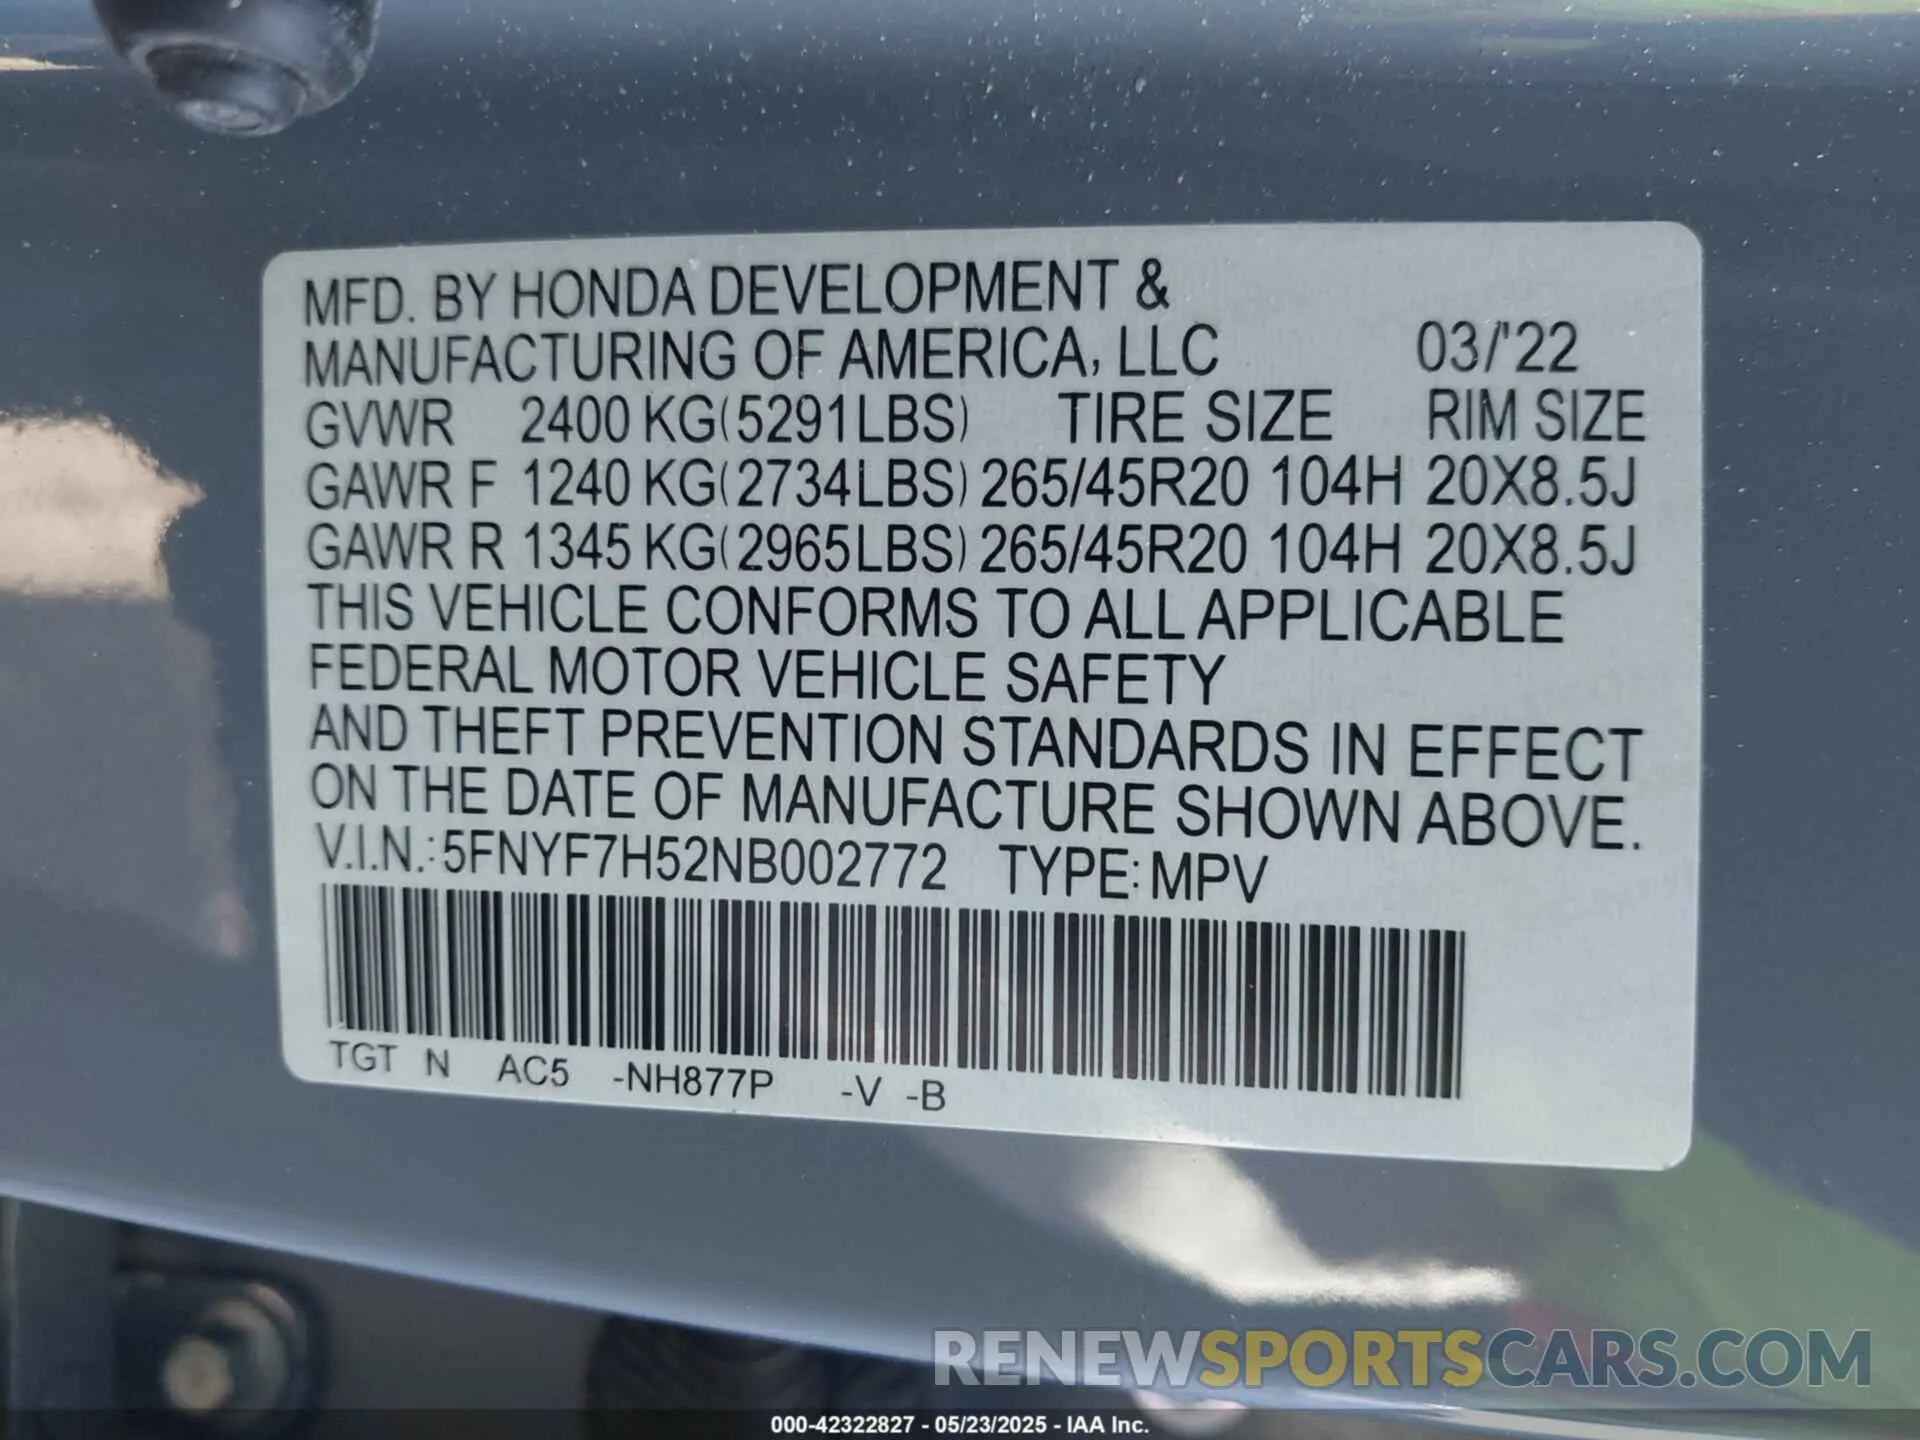 MFD. BY HONDA DEVELOPMENT &
MANUFACTURING OF AMERICA, LLC 03/'22
GVWR 2400 KG(5291LBS) TIRE SIZE RIM SIZE
GAWR F 1240 KG(2734LBS) 265/45R20 104H 20X8.5J
GAWR R 1345 KG(2965LBS) 265/45R20 104H 20X8.5J
THIS VEHICLE CONFORMS TO ALL APPLICABLE
FEDERAL MOTOR VEHICLE SAFETY
AND THEFT PREVENTION STANDARDS IN EFFECT
ON THE DATE OF MANUFACTURE SHOWN ABOVE.
V.I.N.:5FNYF7H52NB002772 TYPE:MPV
TGT N AC5 -NH877P -V -B
RENEWSPORTSCARS.COM
000-42322827 - 05/23/2025 - IAA Inc.